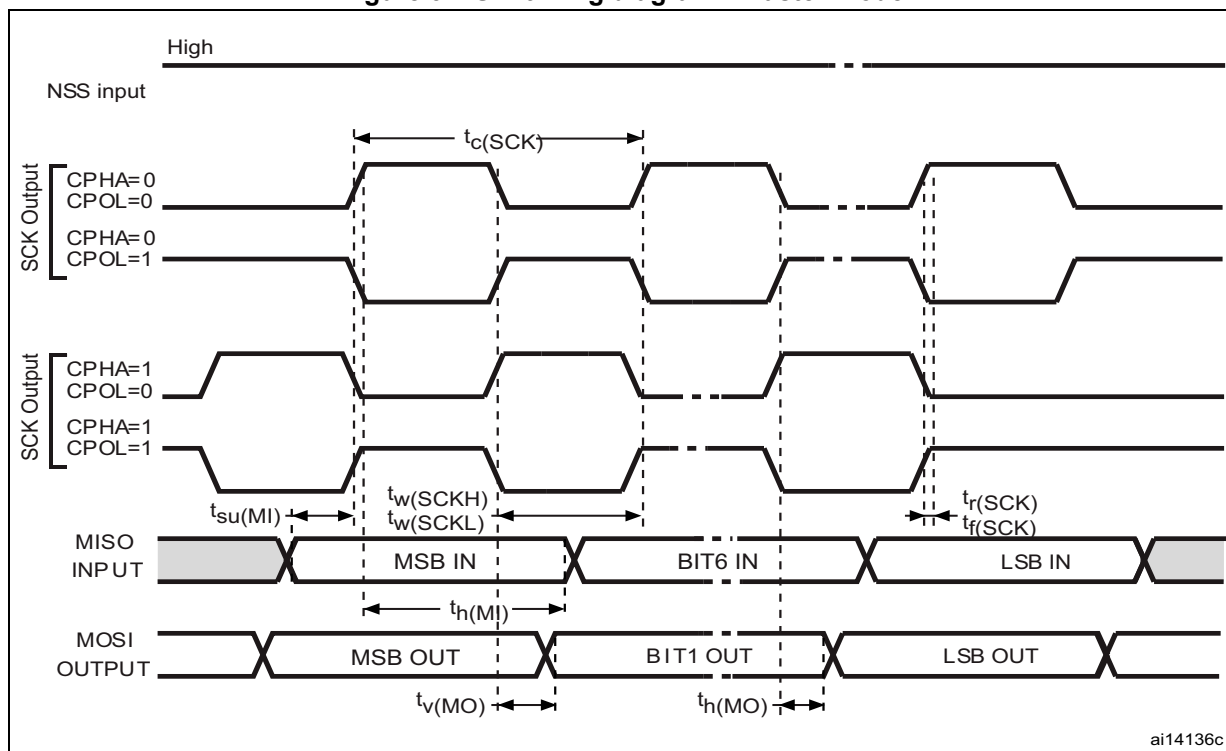 High
NSS input
tc(SCK)
SCK Output
CPHA=0
CPOL=0
CPHA=0
CPOL=1
SCK Output
CPHA=1
CPOL=0
CPHA=1
CPOL=1
tsu(MI)
tw(SCKH)
tw(SCKL)
tr(SCK)
tf(SCK)
MISO
INPUT
MSB IN
BIT6 IN
LSB IN
th(MI)
MOSI
OUTPUT
MSB OUT
BIT1 OUT
LSB OUT
tv(MO)
th(MO)
ai14136c